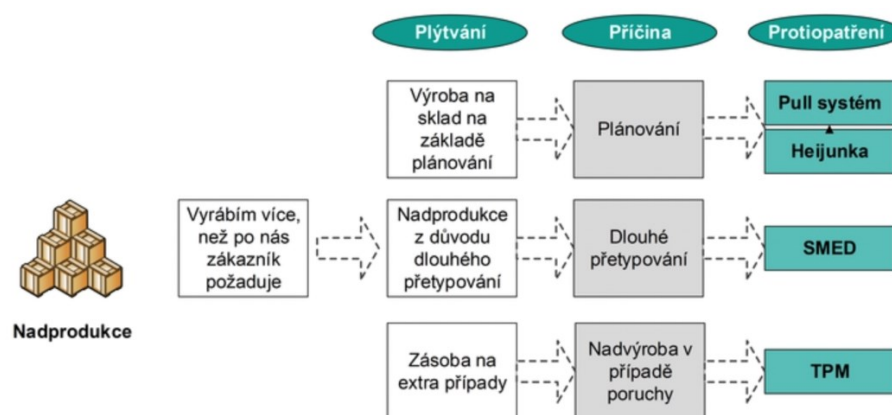 Plýtvání
Příčina
Protiopatření
Výroba na
sklad na
základě
plánování
Plánování
Pull systém
Heijunka
Vyrábím více,
než po nás
zákazník
požaduje
Nadprodukce
z důvodu
dlouhého
přetypování
Dlouhé
přetypování
SMED
Nadprodukce
Zásoba na
extra případy
Nadvýroba v
případě
poruchy
TPM